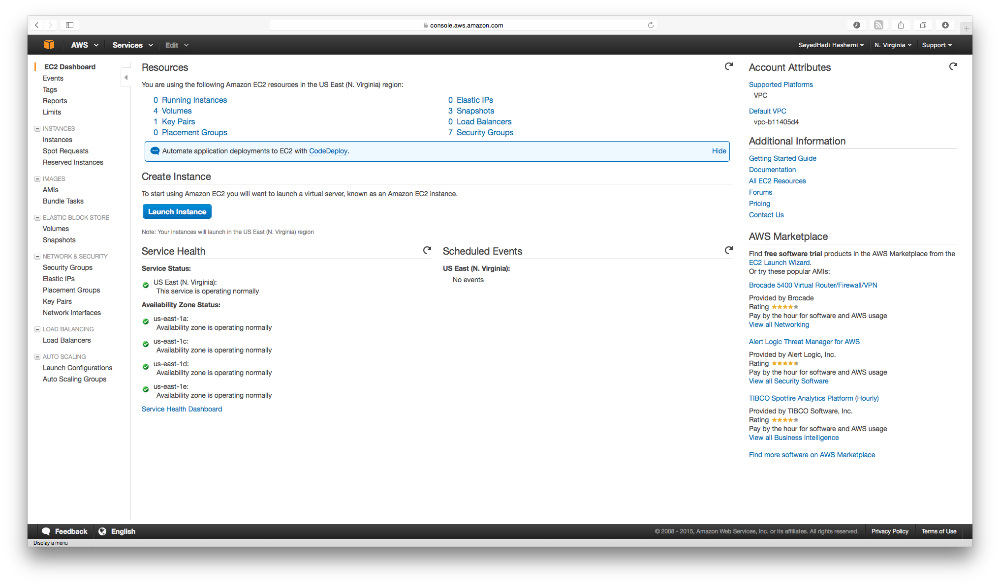 console.aws.amazon.com
AWS Services Edit SayedHadi Hashemi N. Virginia Support
EC2 Dashboard
Events
Tags
Reports
Limits
INSTANCES
Instances
Spot Requests
Reserved Instances
IMAGES
AMIs
Bundle Tasks
ELASTIC BLOCK STORE
Volumes
Snapshots
NETWORK & SECURITY
Security Groups
Elastic IPs
Placement Groups
Key Pairs
Network Interfaces
LOAD BALANCING
Load Balancers
AUTO SCALING
Launch Configurations
Auto Scaling Groups
Resources
You are using the following Amazon EC2 resources in the US East (N. Virginia) region:
0 Running Instances
4 Volumes
1 Key Pairs
0 Placement Groups
0 Elastic IPs
3 Snapshots
0 Load Balancers
7 Security Groups
Automate application deployments to EC2 with CodeDeploy. Hide
Create Instance
To start using Amazon EC2 you will want to launch a virtual server, known as an Amazon EC2 instance.
Launch Instance
Note: Your instances will launch in the US East (N. Virginia) region
Service Health
Service Status:
US East (N. Virginia):
This service is operating normally
Availability Zone Status:
us-east-1a:
Availability zone is operating normally
us-east-1c:
Availability zone is operating normally
us-east-1d:
Availability zone is operating normally
us-east-1e:
Availability zone is operating normally
Service Health Dashboard
Scheduled Events
US East (N. Virginia):
No events
Account Attributes
Supported Platforms
VPC
Default VPC
vpc-b11405d4
Additional Information
Getting Started Guide
Documentation
All EC2 Resources
Forums
Pricing
Contact Us
AWS Marketplace
Find free software trial products in the AWS Marketplace from the
EC2 Launch Wizard.
Or try these popular AMIs:
Brocade 5400 Virtual Router/Firewall/VPN
Provided by Brocade
Rating
Pay by the hour for software and AWS usage
View all Networking
Alert Logic Threat Manager for AWS
Provided by Alert Logic, Inc.
Rating
Pay by the hour for software and AWS usage
View all Security Software
TIBCO Spotfire Analytics Platform (Hourly)
Provided by TIBCO Software, Inc.
Rating
Pay by the hour for software and AWS usage
View all Business Intelligence
Find more software on AWS Marketplace
Feedback English © 2008 - 2015, Amazon Web Services, Inc. or its affiliates. All rights reserved. Privacy Policy Terms of Use
Display a menu